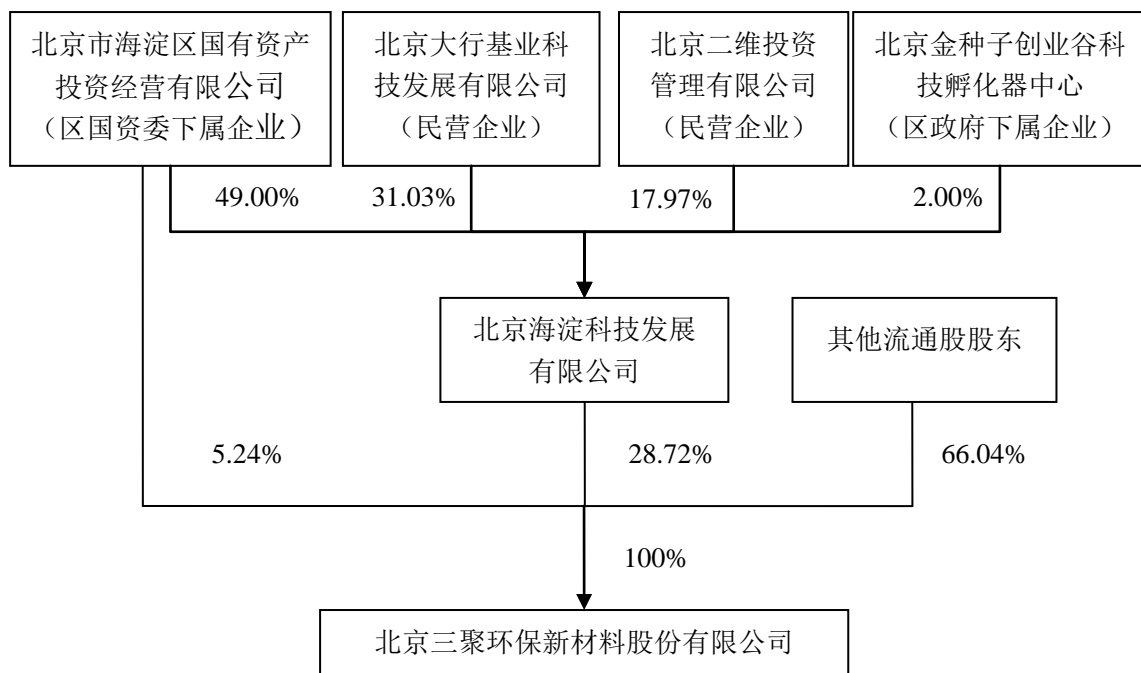 北京市海淀区国有资产
投资经营有限公司
（区国资委下属企业）
北京大行基业科
技发展有限公司
（民营企业）
北京二维投资
管理有限公司
（民营企业）
北京金种子创业谷科
技孵化器中心
（区政府下属企业）
49.00%
31.03%
17.97%
2.00%
北京海淀科技发展
有限公司
其他流通股股东
5.24%
28.72%
66.04%
100%
北京三聚环保新材料股份有限公司